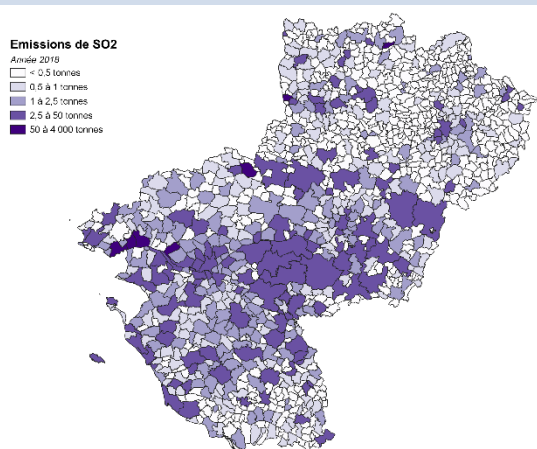 Emissions de SO2
Année 2018
< 0,5 tonnes
0,5 à 1 tonnes
1 à 2,5 tonnes
2,5 à 50 tonnes
50 à 4 000 tonnes